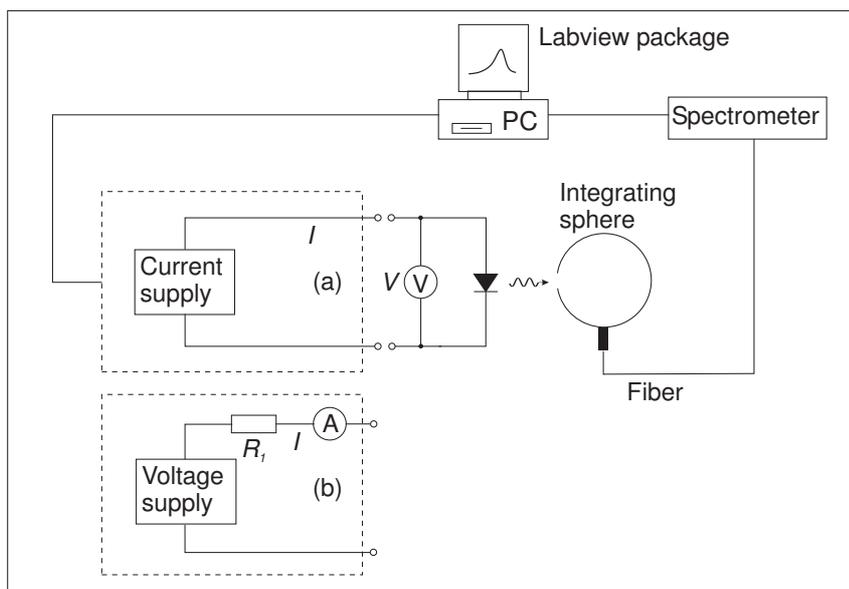 Labview package
PC
Spectrometer
Integrating
sphere
I
Current
supply
(a)
V
V
Fiber
R1
I
A
Voltage
supply
(b)